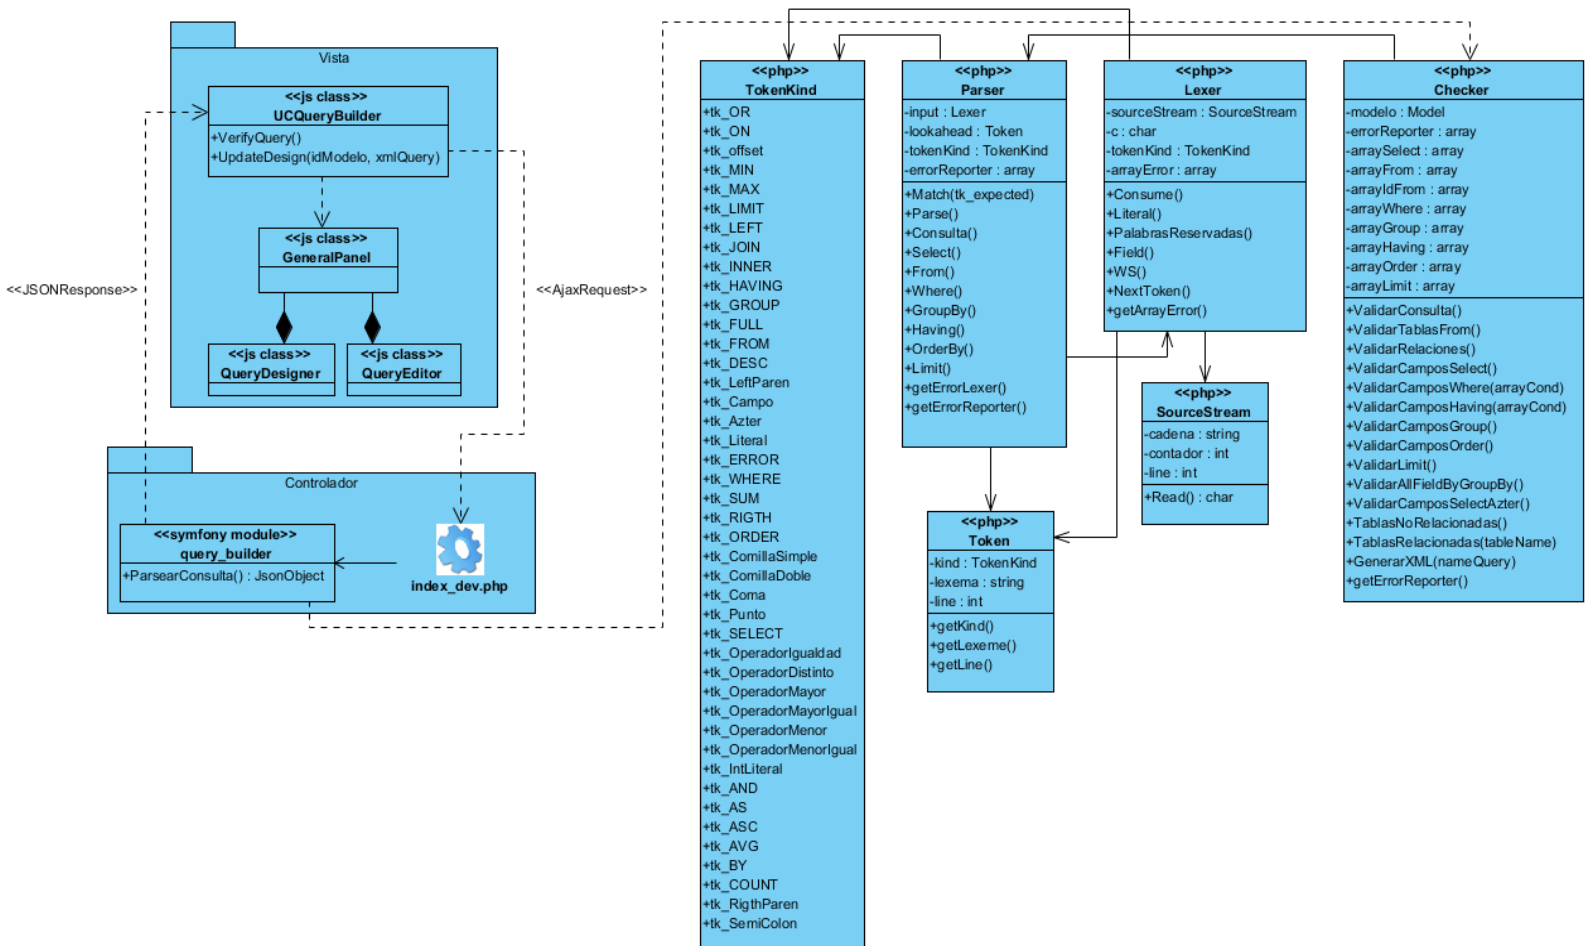 Vista
<<js class>>
UCQueryBuilder
+VerifyQuery()
+UpdateDesign(idModelo, xmlQuery)
<<js class>>
GeneralPanel
<<JSONResponse>>
<<AjaxRequest>>
<<js class>>
QueryDesigner
<<js class>>
QueryEditor
Controlador
<<symfony module>>
query_builder
+ParsearConsulta() : JsonObject
index_dev.php
<<php>>
TokenKind
+tk_OR
+tk_ON
+tk_offset
+tk_MIN
+tk_MAX
+tk_LIMIT
+tk_LEFT
+tk_JOIN
+tk_INNER
+tk_HAVING
+tk_GROUP
+tk_FULL
+tk_FROM
+tk_DESC
+tk_LeftParen
+tk_Campo
+tk_Azter
+tk_Literal
+tk_ERROR
+tk_WHERE
+tk_SUM
+tk_RIGTH
+tk_ORDER
+tk_ComillaSimple
+tk_ComillaDoble
+tk_Coma
+tk_Punto
+tk_SELECT
+tk_OperadorIgualdad
+tk_OperadorDistinto
+tk_OperadorMayor
+tk_OperadorMayorIgual
+tk_OperadorMenor
+tk_OperadorMenorIgual
+tk_IntLiteral
+tk_AND
+tk_AS
+tk_ASC
+tk_AVG
+tk_BY
+tk_COUNT
+tk_RigthParen
+tk_SemiColon
<<php>>
Parser
-input : Lexer
-lookahead : Token
-tokenKind : TokenKind
-errorReporter : array
+Match(tk_expected)
+Parse()
+Consulta()
+Select()
+From()
+Where()
+GroupBy()
+Having()
+OrderBy()
+Limit()
+getErrorLexer()
+getErrorReporter()
<<php>>
Lexer
-sourceStream : SourceStream
-c : char
-tokenKind : TokenKind
-arrayError : array
+Consume()
+Literal()
+PalabrasReservadas()
+Field()
+WS()
+NextToken()
+getArrayError()
<<php>>
SourceStream
-cadena : string
-contador : int
-line : int
+Read() : char
<<php>>
Token
-kind : TokenKind
-lexema : string
-line : int
+getKind()
+getLexeme()
+getLine()
<<php>>
Checker
-modelo : Model
-errorReporter : array
-arraySelect : array
-arrayFrom : array
-arrayIdFrom : array
-arrayWhere : array
-arrayGroup : array
-arrayHaving : array
-arrayOrder : array
-arrayLimit : array
+ValidarConsulta()
+ValidarTablasFrom()
+ValidarRelaciones()
+ValidarCamposSelect()
+ValidarCamposWhere(arrayCond)
+ValidarCamposHaving(arrayCond)
+ValidarCamposGroup()
+ValidarCamposOrder()
+ValidarLimit()
+ValidarAllFieldByGroupBy()
+ValidarCamposSelectAzter()
+TablasNoRelacionadas()
+TablasRelacionadas(tableName)
+GenerarXML(nameQuery)
+getErrorReporter()